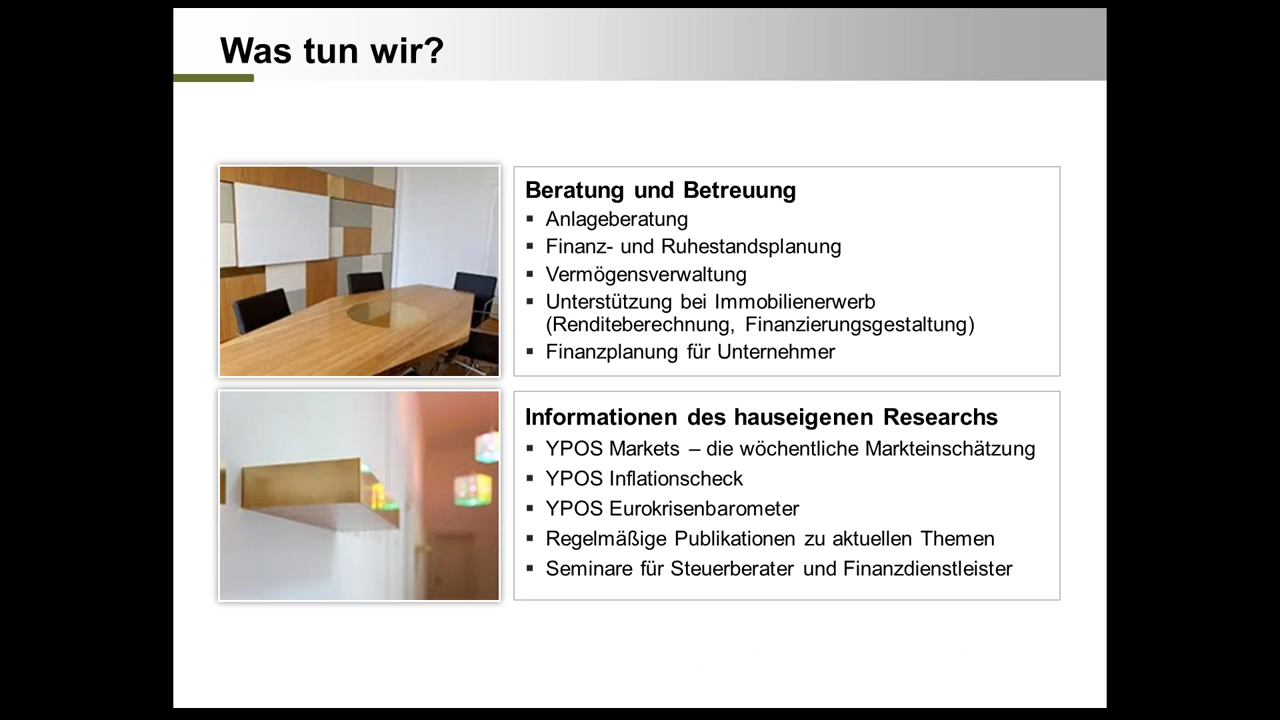 Was tun wir?
Beratung und Betreuung
▪ Anlageberatung
▪ Finanz- und Ruhestandsplanung
▪ Vermögensverwaltung
▪ Unterstützung bei Immobilienerwerb
(Renditeberechnung, Finanzierungsgestaltung)
▪ Finanzplanung für Unternehmer
Informationen des hauseigenen Researchs
▪ YPOS Markets – die wöchentliche Markteinschätzung
▪ YPOS Inflationscheck
▪ YPOS Eurokrisenbarometer
▪ Regelmäßige Publikationen zu aktuellen Themen
▪ Seminare für Steuerberater und Finanzdienstleister